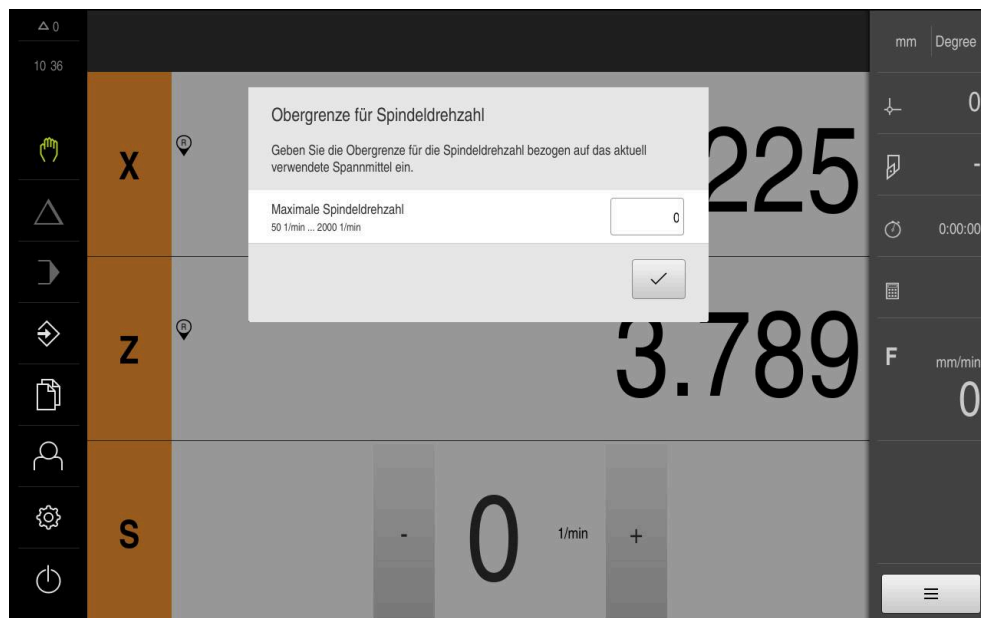 0
10 36
mm
Degree
Obergrenze für Spindeldrehzahl
Geben Sie die Obergrenze für die Spindeldrehzahl bezogen auf das aktuell
verwendete Spannmittel ein.
Maximale Spindeldrehzahl
50 1/min ... 2000 1/min
0
X
R
225
0
-
0:00:00
Z
R
3.789
F
mm/min
0
S
-
0
1/min
+